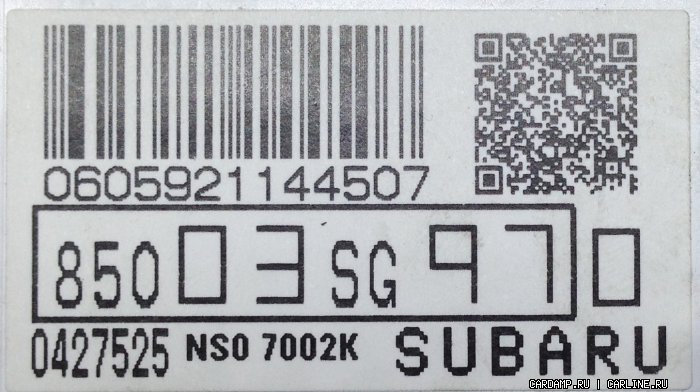 0605921144507
85003SG970
0427525 NS0 7002K SUBARU
CARDAMP.RU | CARLINE.RU